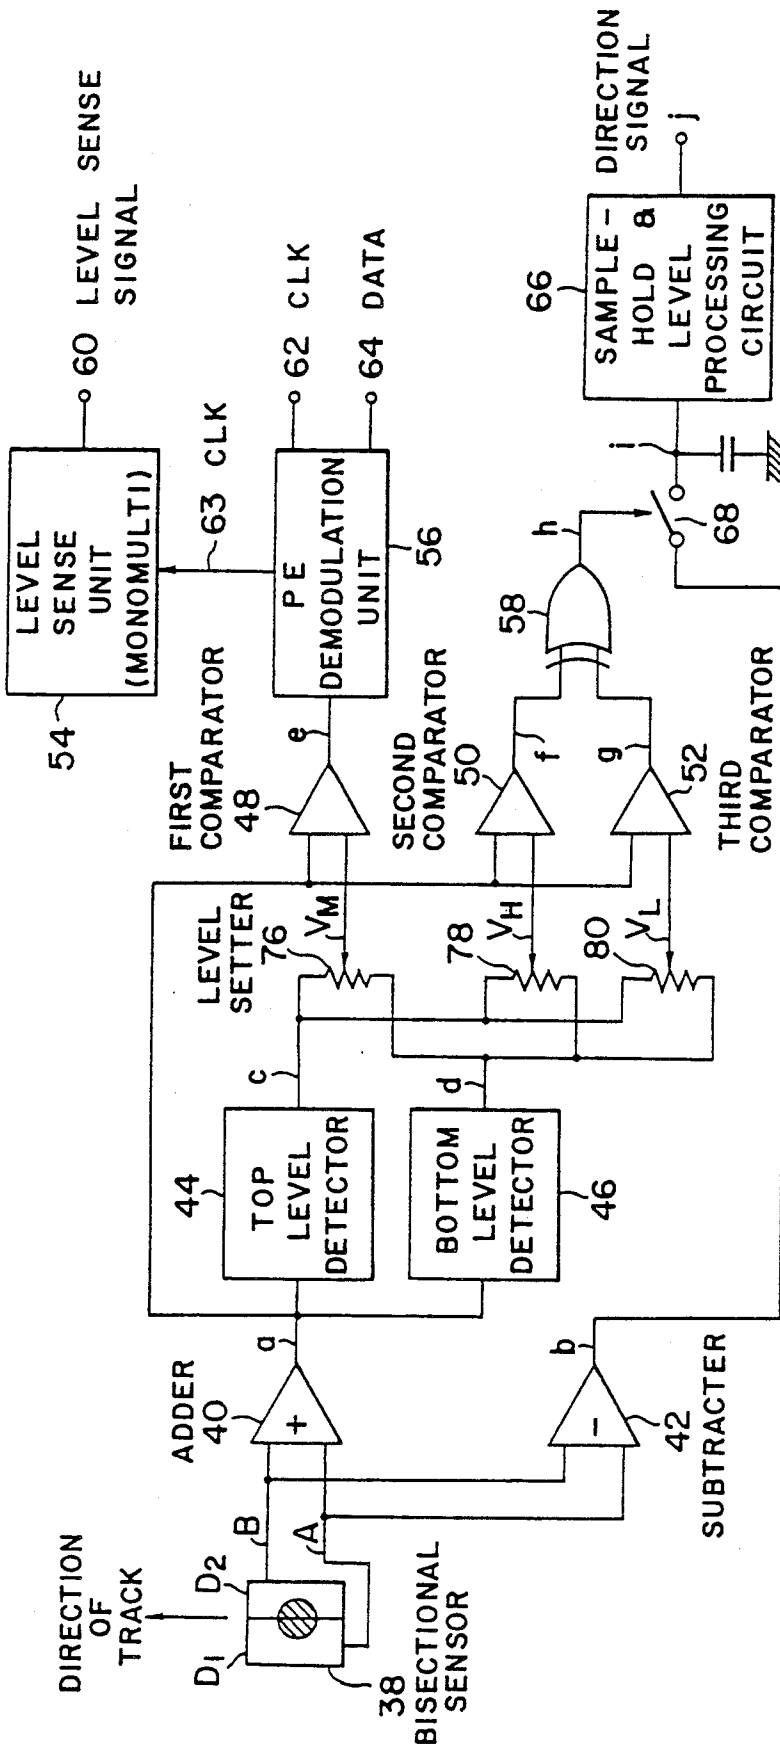 DIRECTION
OF
TRACK
D1
D2
38
BISECTIONAL
SENSOR
B
A
ADDER
40
+
a
−
b
42
SUBTRACTER
44
TOP
LEVEL
DETECTOR
c
BOTTOM
LEVEL
DETECTOR
46
d
LEVEL
SETTER
76
VM
78
VH
80
VL
FIRST
COMPARATOR
48
e
SECOND
COMPARATOR
50
f
g
52
THIRD
COMPARATOR
54
LEVEL
SENSE
UNIT
(MONOMULTI)
60 LEVEL SENSE
SIGNAL
63 CLK
PE
DEMODULATION
UNIT
56
62 CLK
64 DATA
58
h
68
i
66
SAMPLE-
HOLD &
LEVEL
PROCESSING
CIRCUIT
DIRECTION
SIGNAL
j